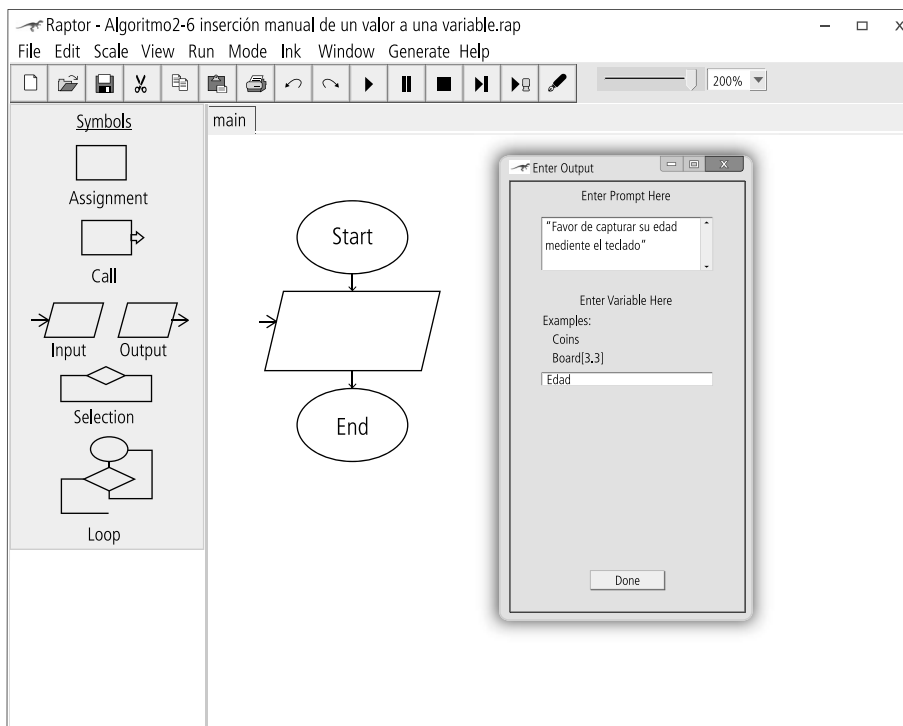 Raptor - Algoritmo2-6 inserción manual de un valor a una variable.rap
File Edit Scale View Run Mode Ink Window Generate Help
200%
Symbols
Assignment
Call
Input Output
Selection
Loop
main
Start
End
Enter Output
Enter Prompt Here
“Favor de capturar su edad
mediente el teclado”
Enter Variable Here
Examples:
Coins
Board[3.3]
Edad
Done